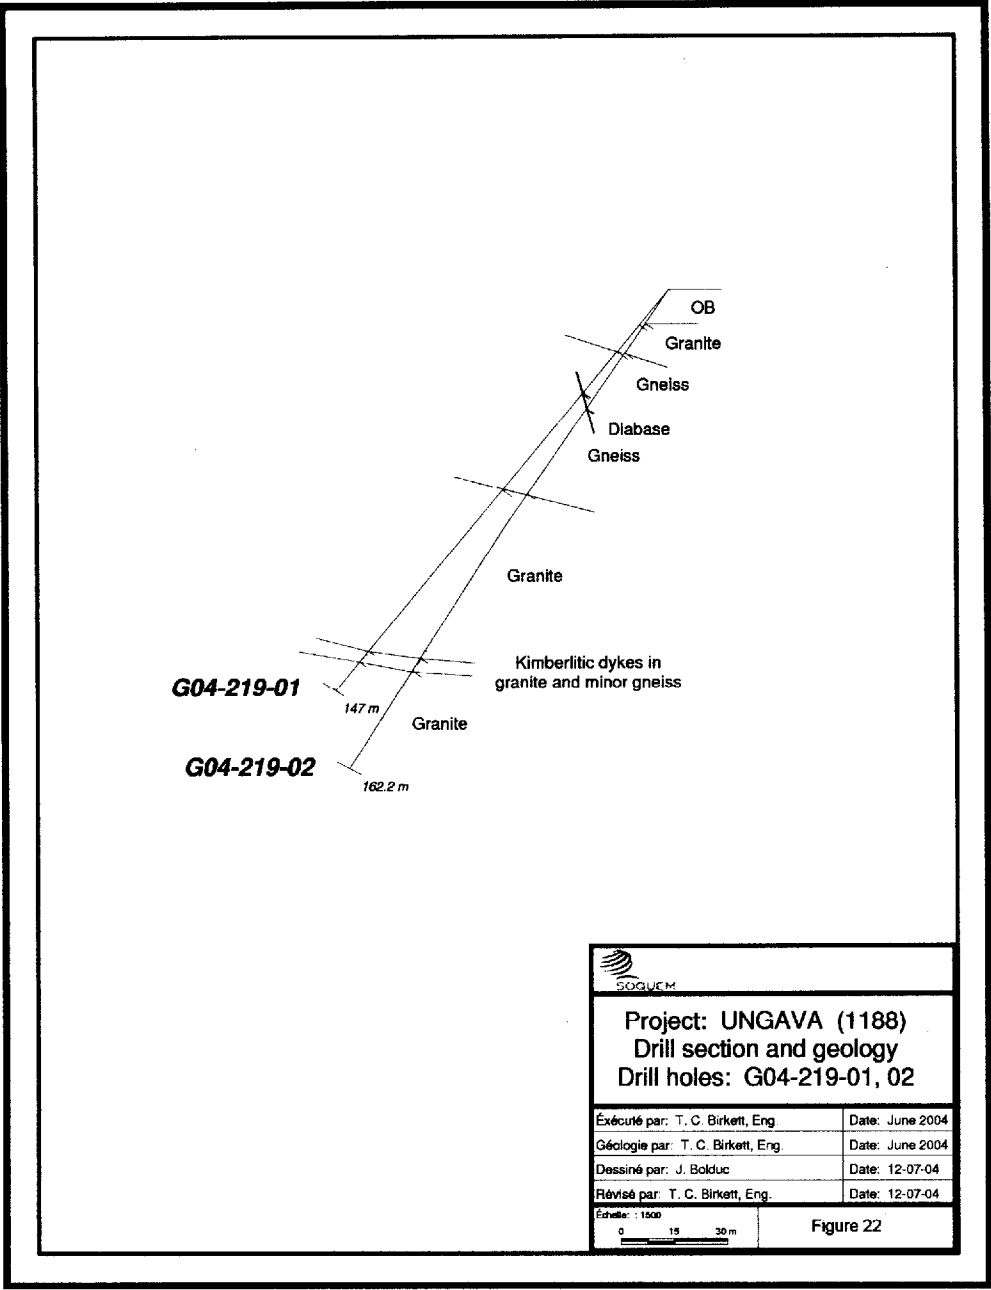 OB
Granite
Gneiss
Diabase
Gneiss
Granite
Kimberlitic dykes in
granite and minor gneiss
G04-219-01
147 m
Granite
G04-219-02
162.2 m
SOQUEM
Project: UNGAVA (1188)
Drill section and geology
Drill holes: G04-219-01, 02
Éxécuté par: T. C. Birkett, Eng Date: June 2004
Géologie par: T. C. Birkett, Eng. Date: June 2004
Dessiné par: J. Bolduc Date: 12-07-04
Révisé par: T. C. Birkett, Eng. Date: 12-07-04
Échelle: : 1500
0 15 30 m
Figure 22